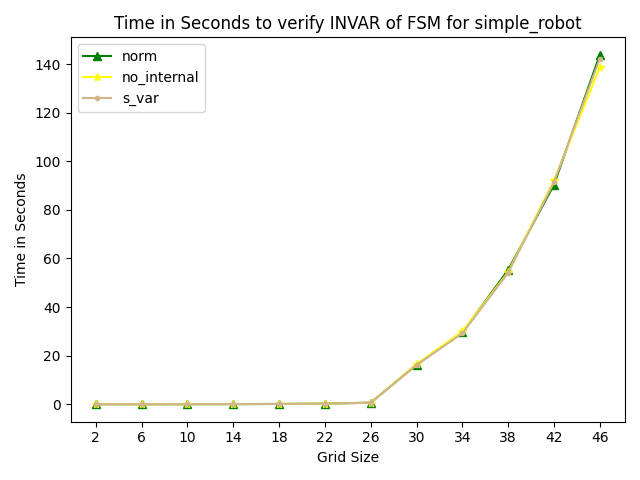 Time in Seconds to verify INVAR of FSM for simple_robot
norm
no_internal
s_var
Time in Seconds
140
120
100
80
60
40
20
0
2 6 10 14 18 22 26 30 34 38 42 46
Grid Size